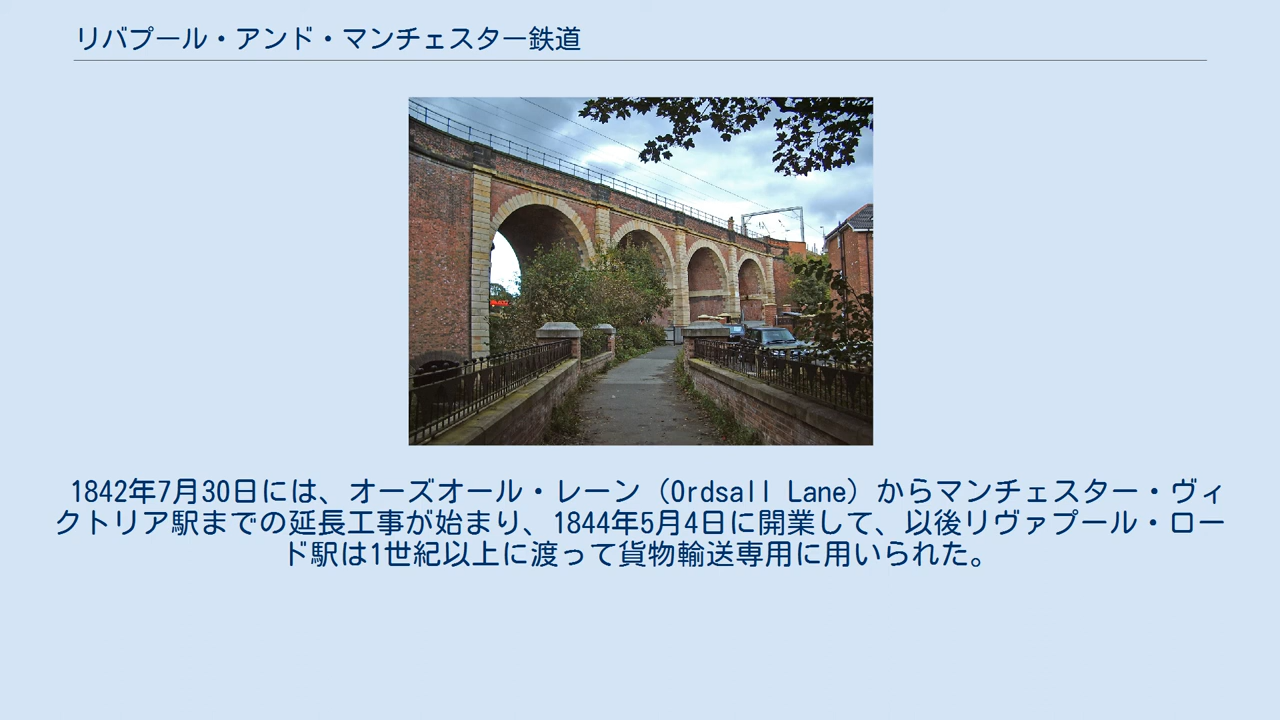 リバプール・アンド・マンチェスター鉄道
1842年7月30日には、オーズオール・レーン（Ordsall Lane）からマンチェスター・ヴィ
クトリア駅までの延長工事が始まり、1844年5月4日に開業して、以後リヴァプール・ロー
ド駅は1世紀以上に渡って貨物輸送専用に用いられた。